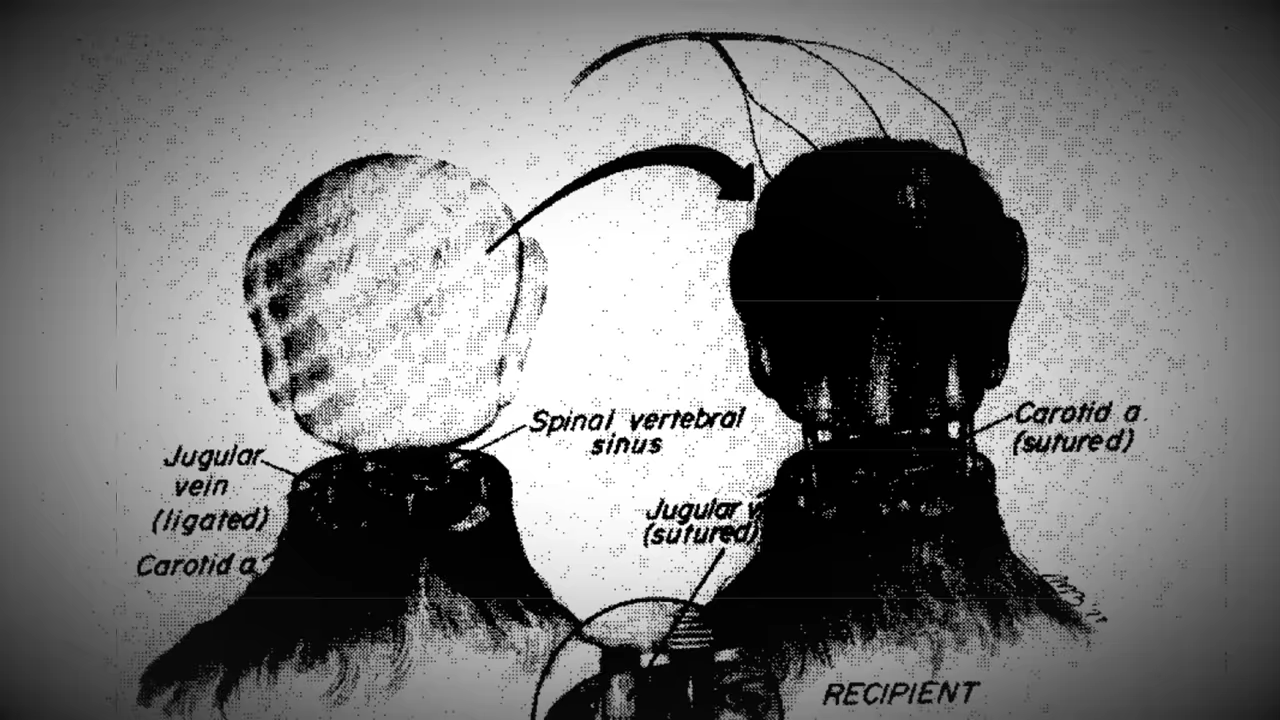 Spinal vertebral
sinus
Carotid a
(sutured)
Jugular
vein
(ligated)
Carotid a
Jugular v
(sutured)
RECIPIENT